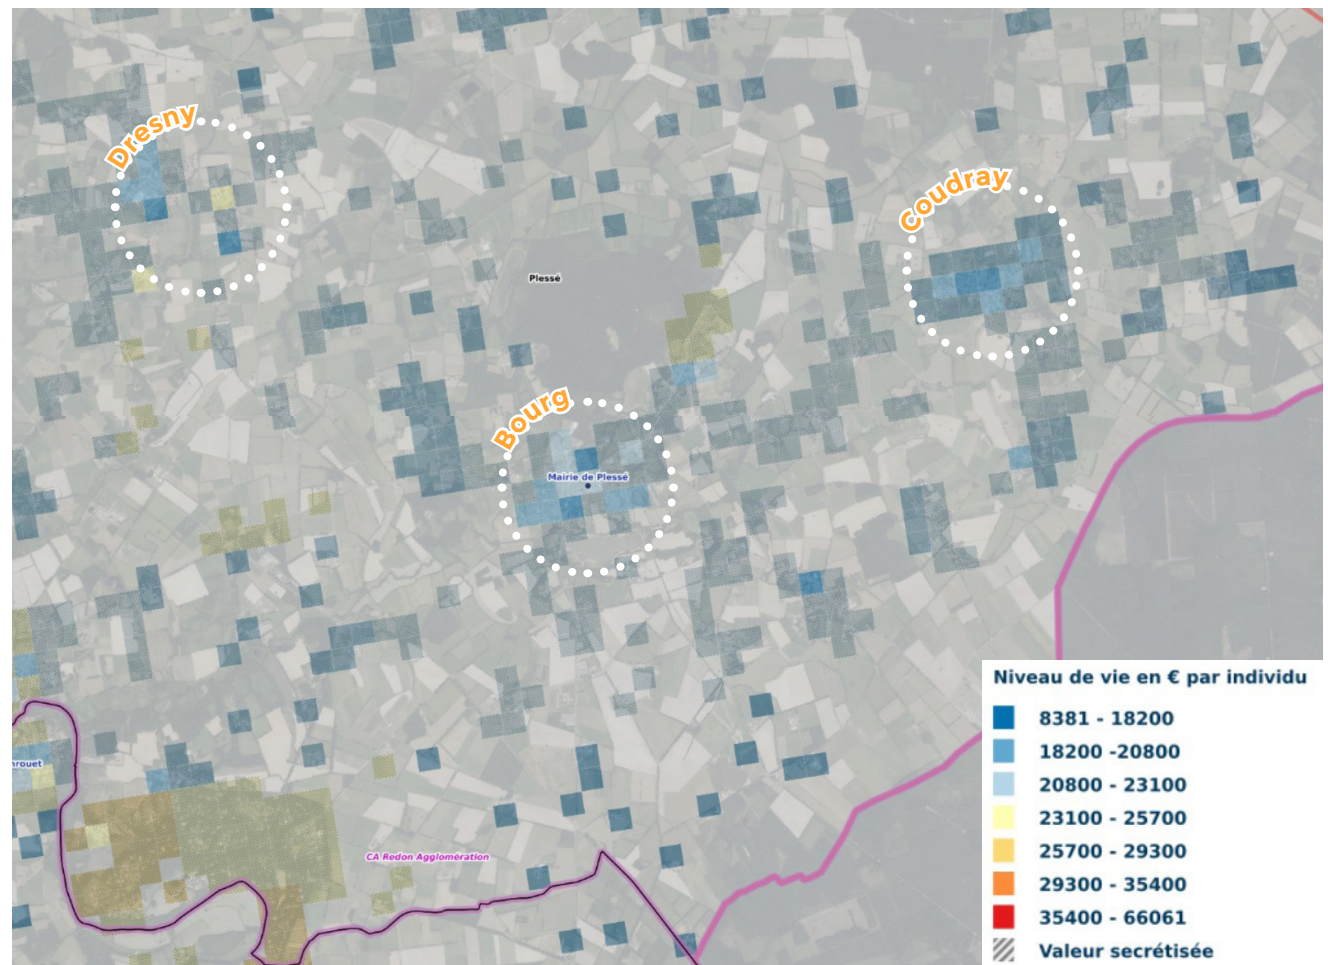 Dresny
Coudray
Plessé
Bourg
Mairie de Plessé
CA Redon Agglomération
Niveau de vie en € par individu
8381 - 18200
18200 -20800
20800 - 23100
23100 - 25700
25700 - 29300
29300 - 35400
35400 - 66061
Valeur secrétisée